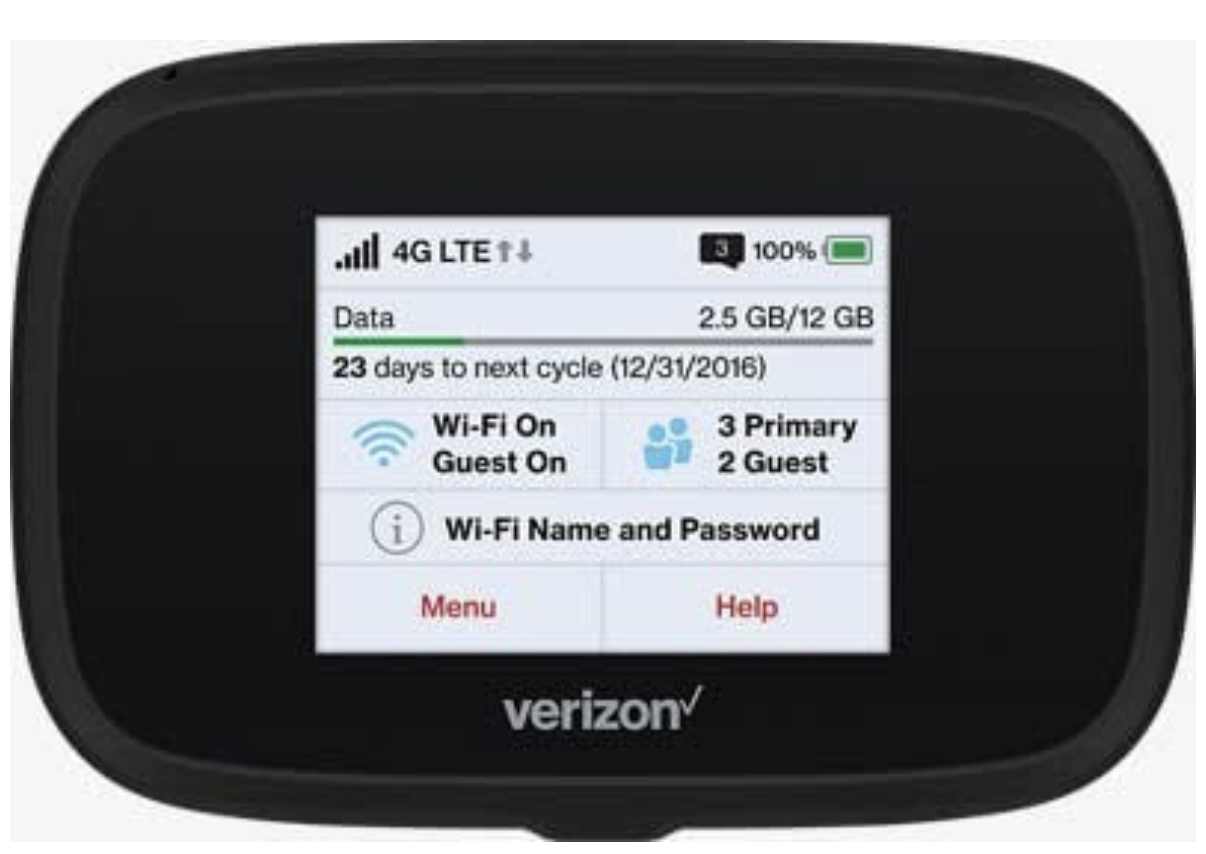 4G LTE
3 100%
Data 2.5 GB/12 GB
23 days to next cycle (12/31/2016)
Wi-Fi On
Guest On
3 Primary
2 Guest
i Wi-Fi Name and Password
Menu Help
verizon